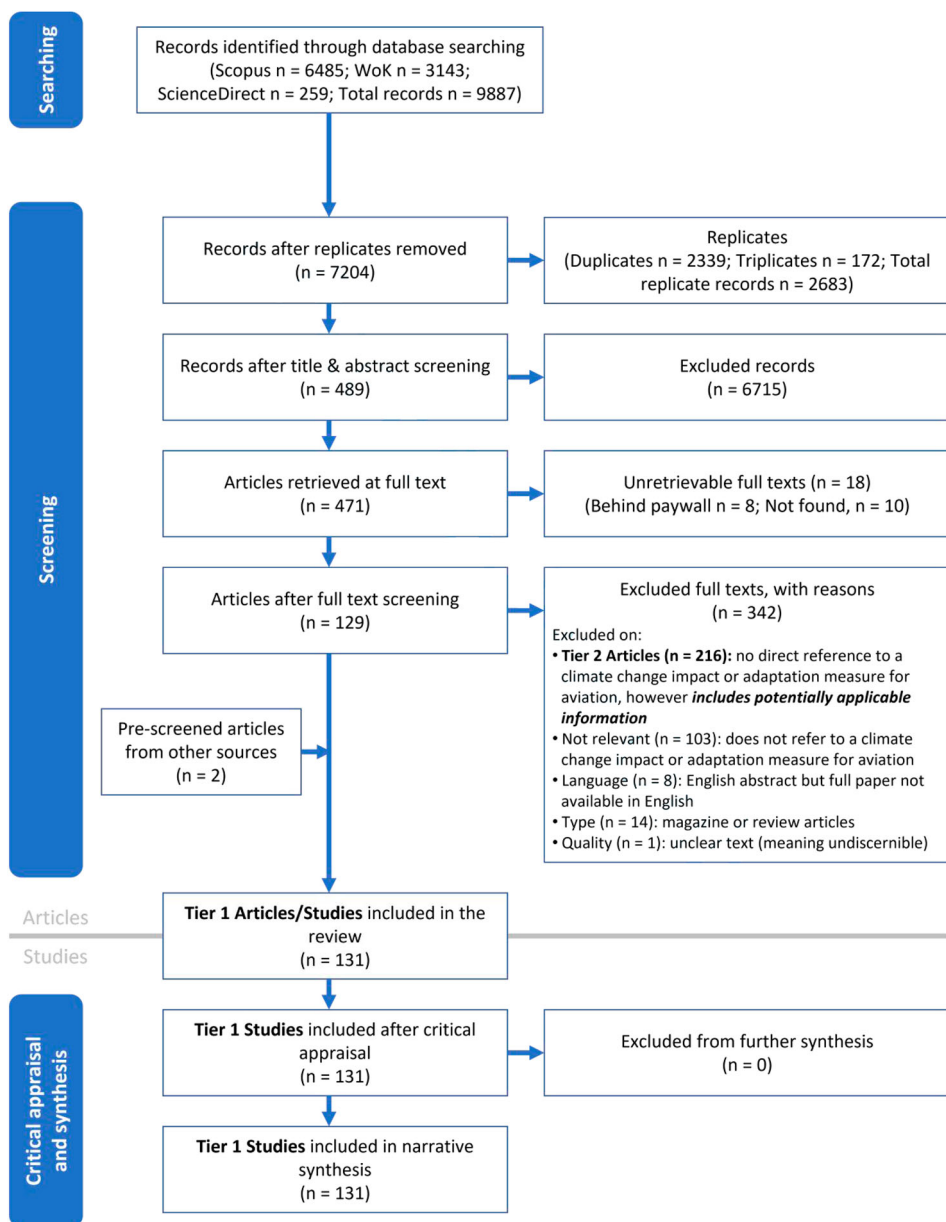 Searching
Records identified through database searching
(Scopus n = 6485; WoK n = 3143;
ScienceDirect n = 259; Total records n = 9887)
Screening
Records after replicates removed
(n = 7204)
Replicates
(Duplicates n = 2339; Triplicates n = 172; Total
replicate records n = 2683)
Records after title & abstract screening
(n = 489)
Excluded records
(n = 6715)
Articles retrieved at full text
(n = 471)
Unretrievable full texts (n = 18)
(Behind paywall n = 8; Not found, n = 10)
Articles after full text screening
(n = 129)
Excluded full texts, with reasons
(n = 342)
Excluded on:
• Tier 2 Articles (n = 216): no direct reference to a
climate change impact or adaptation measure for
aviation, however includes potentially applicable
information
• Not relevant (n = 103): does not refer to a climate
change impact or adaptation measure for aviation
• Language (n = 8): English abstract but full paper not
available in English
• Type (n = 14): magazine or review articles
• Quality (n = 1): unclear text (meaning undiscernible)
Pre-screened articles
from other sources
(n = 2)
Articles
Studies
Tier 1 Articles/Studies included in the
review
(n = 131)
Critical appraisal
and synthesis
Tier 1 Studies included after critical
appraisal
(n = 131)
Excluded from further synthesis
(n = 0)
Tier 1 Studies included in narrative
synthesis
(n = 131)